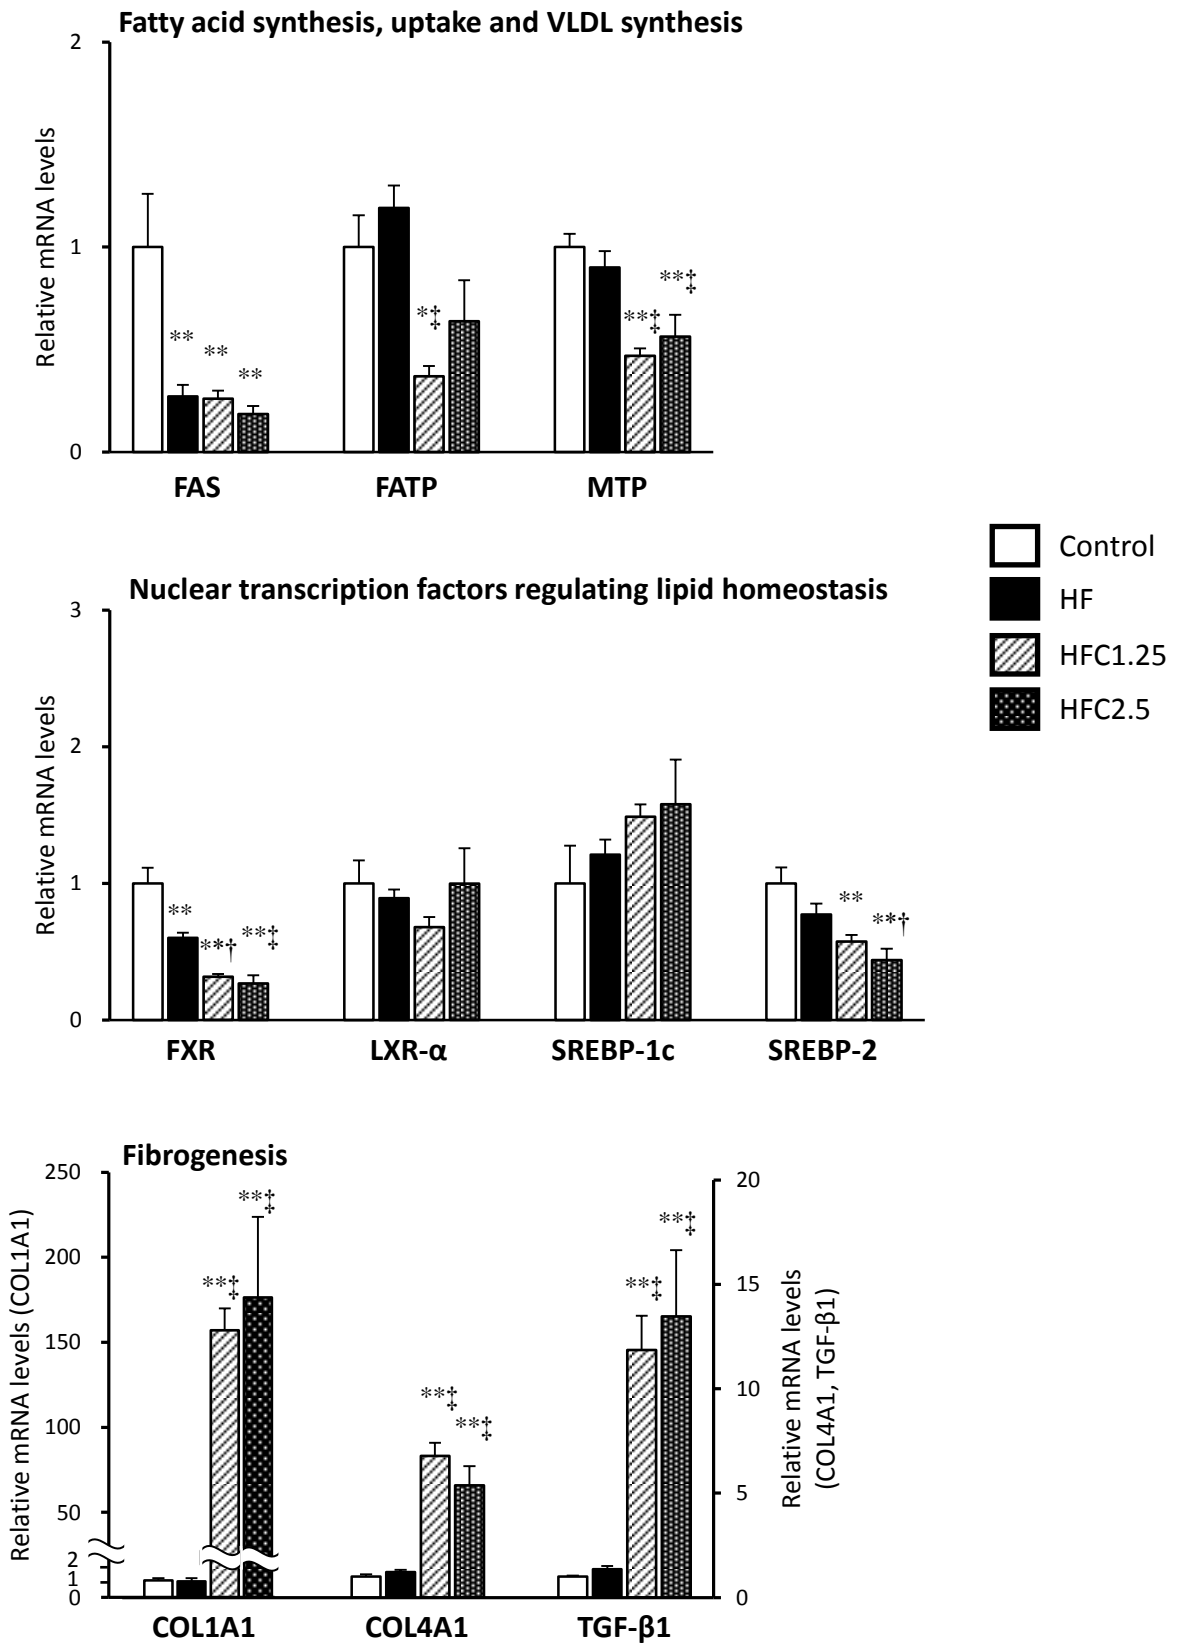 Fatty acid synthesis, uptake and VLDL synthesis
2
1
0
Relative mRNA levels
**
**
**
*‡
**‡
**‡
FAS FATP MTP
Control
HF
HFC1.25
HFC2.5
Nuclear transcription factors regulating lipid homeostasis
3
2
1
0
Relative mRNA levels
**
**†
**‡
**
**†
FXR LXR-α SREBP-1c SREBP-2
Fibrogenesis
250
200
150
100
50
2
1
0
Relative mRNA levels (COL1A1)
**‡
**‡
**‡
**‡
**‡
**‡
20
15
10
5
0
Relative mRNA levels
(COL4A1, TGF-β1)
COL1A1 COL4A1 TGF-β1